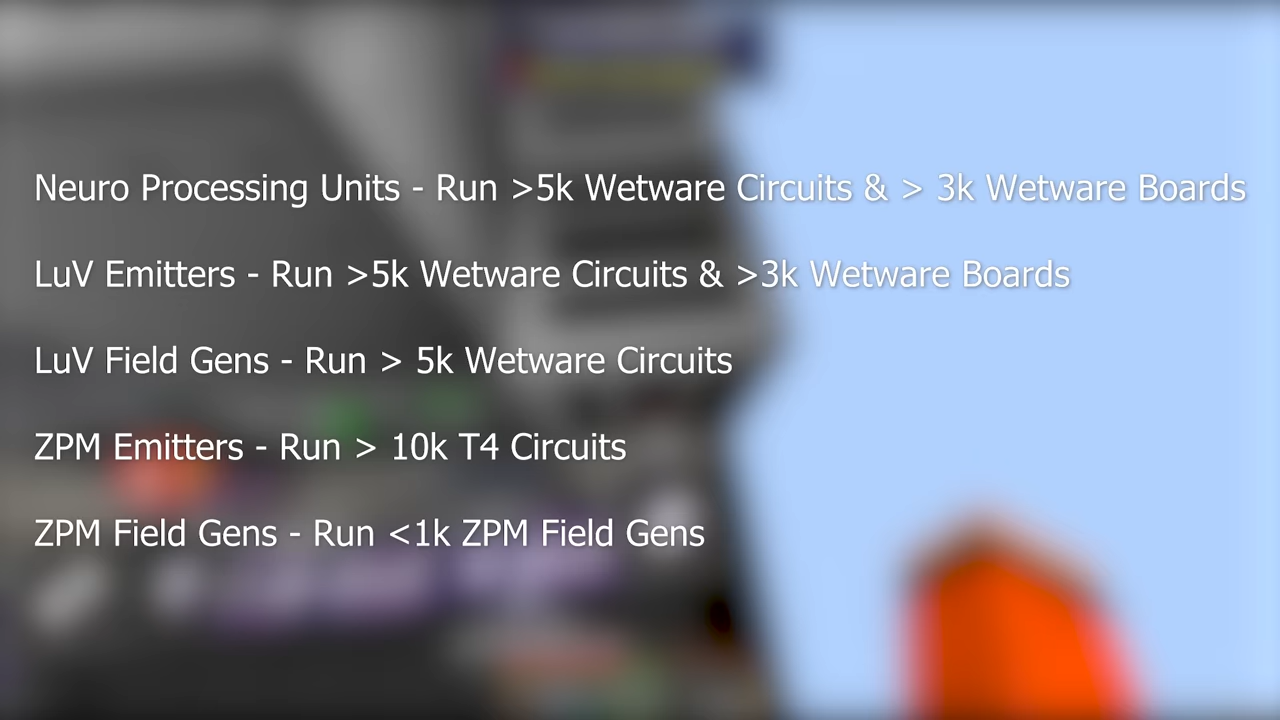 Neuro Processing Units - Run >5k Wetware Circuits & > 3k Wetware Boards
LuV Emitters - Run >5k Wetware Circuits & >3k Wetware Boards
LuV Field Gens - Run > 5k Wetware Circuits
ZPM Emitters - Run > 10k T4 Circuits
ZPM Field Gens - Run <1k ZPM Field Gens